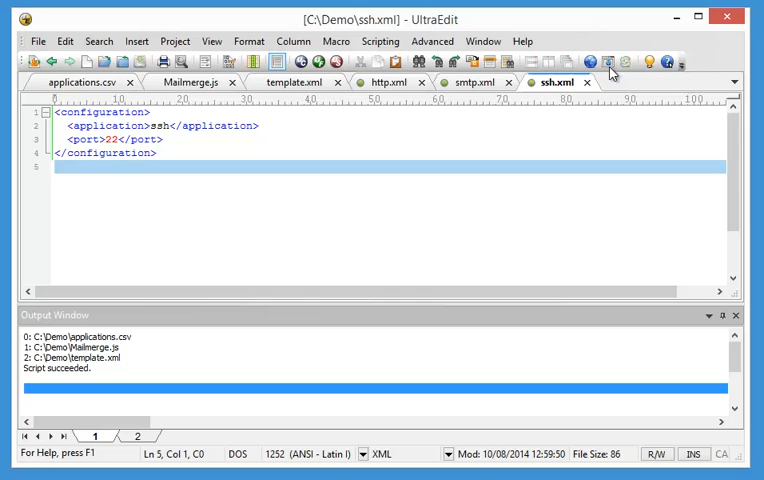 [C:\Demo\ssh.xml] - UltraEdit
File Edit Search Insert Project View Format Column Macro Scripting Advanced Window Help
applications.csv Mailmerge.js template.xml http.xml smtp.xml ssh.xml
0 10 20 30 40 50 60 70 80 90 100
1 <configuration>
2 <application>ssh</application>
3 <port>22</port>
4 </configuration>
5
Output Window
0: C:\Demo\applications.csv
1: C:\Demo\Mailmerge.js
2: C:\Demo\template.xml
Script succeeded.
1 2
For Help, press F1 Ln 5, Col 1, C0 DOS 1252 (ANSI - Latin I) XML Mod: 10/08/2014 12:59:50 File Size: 86 R/W INS CA